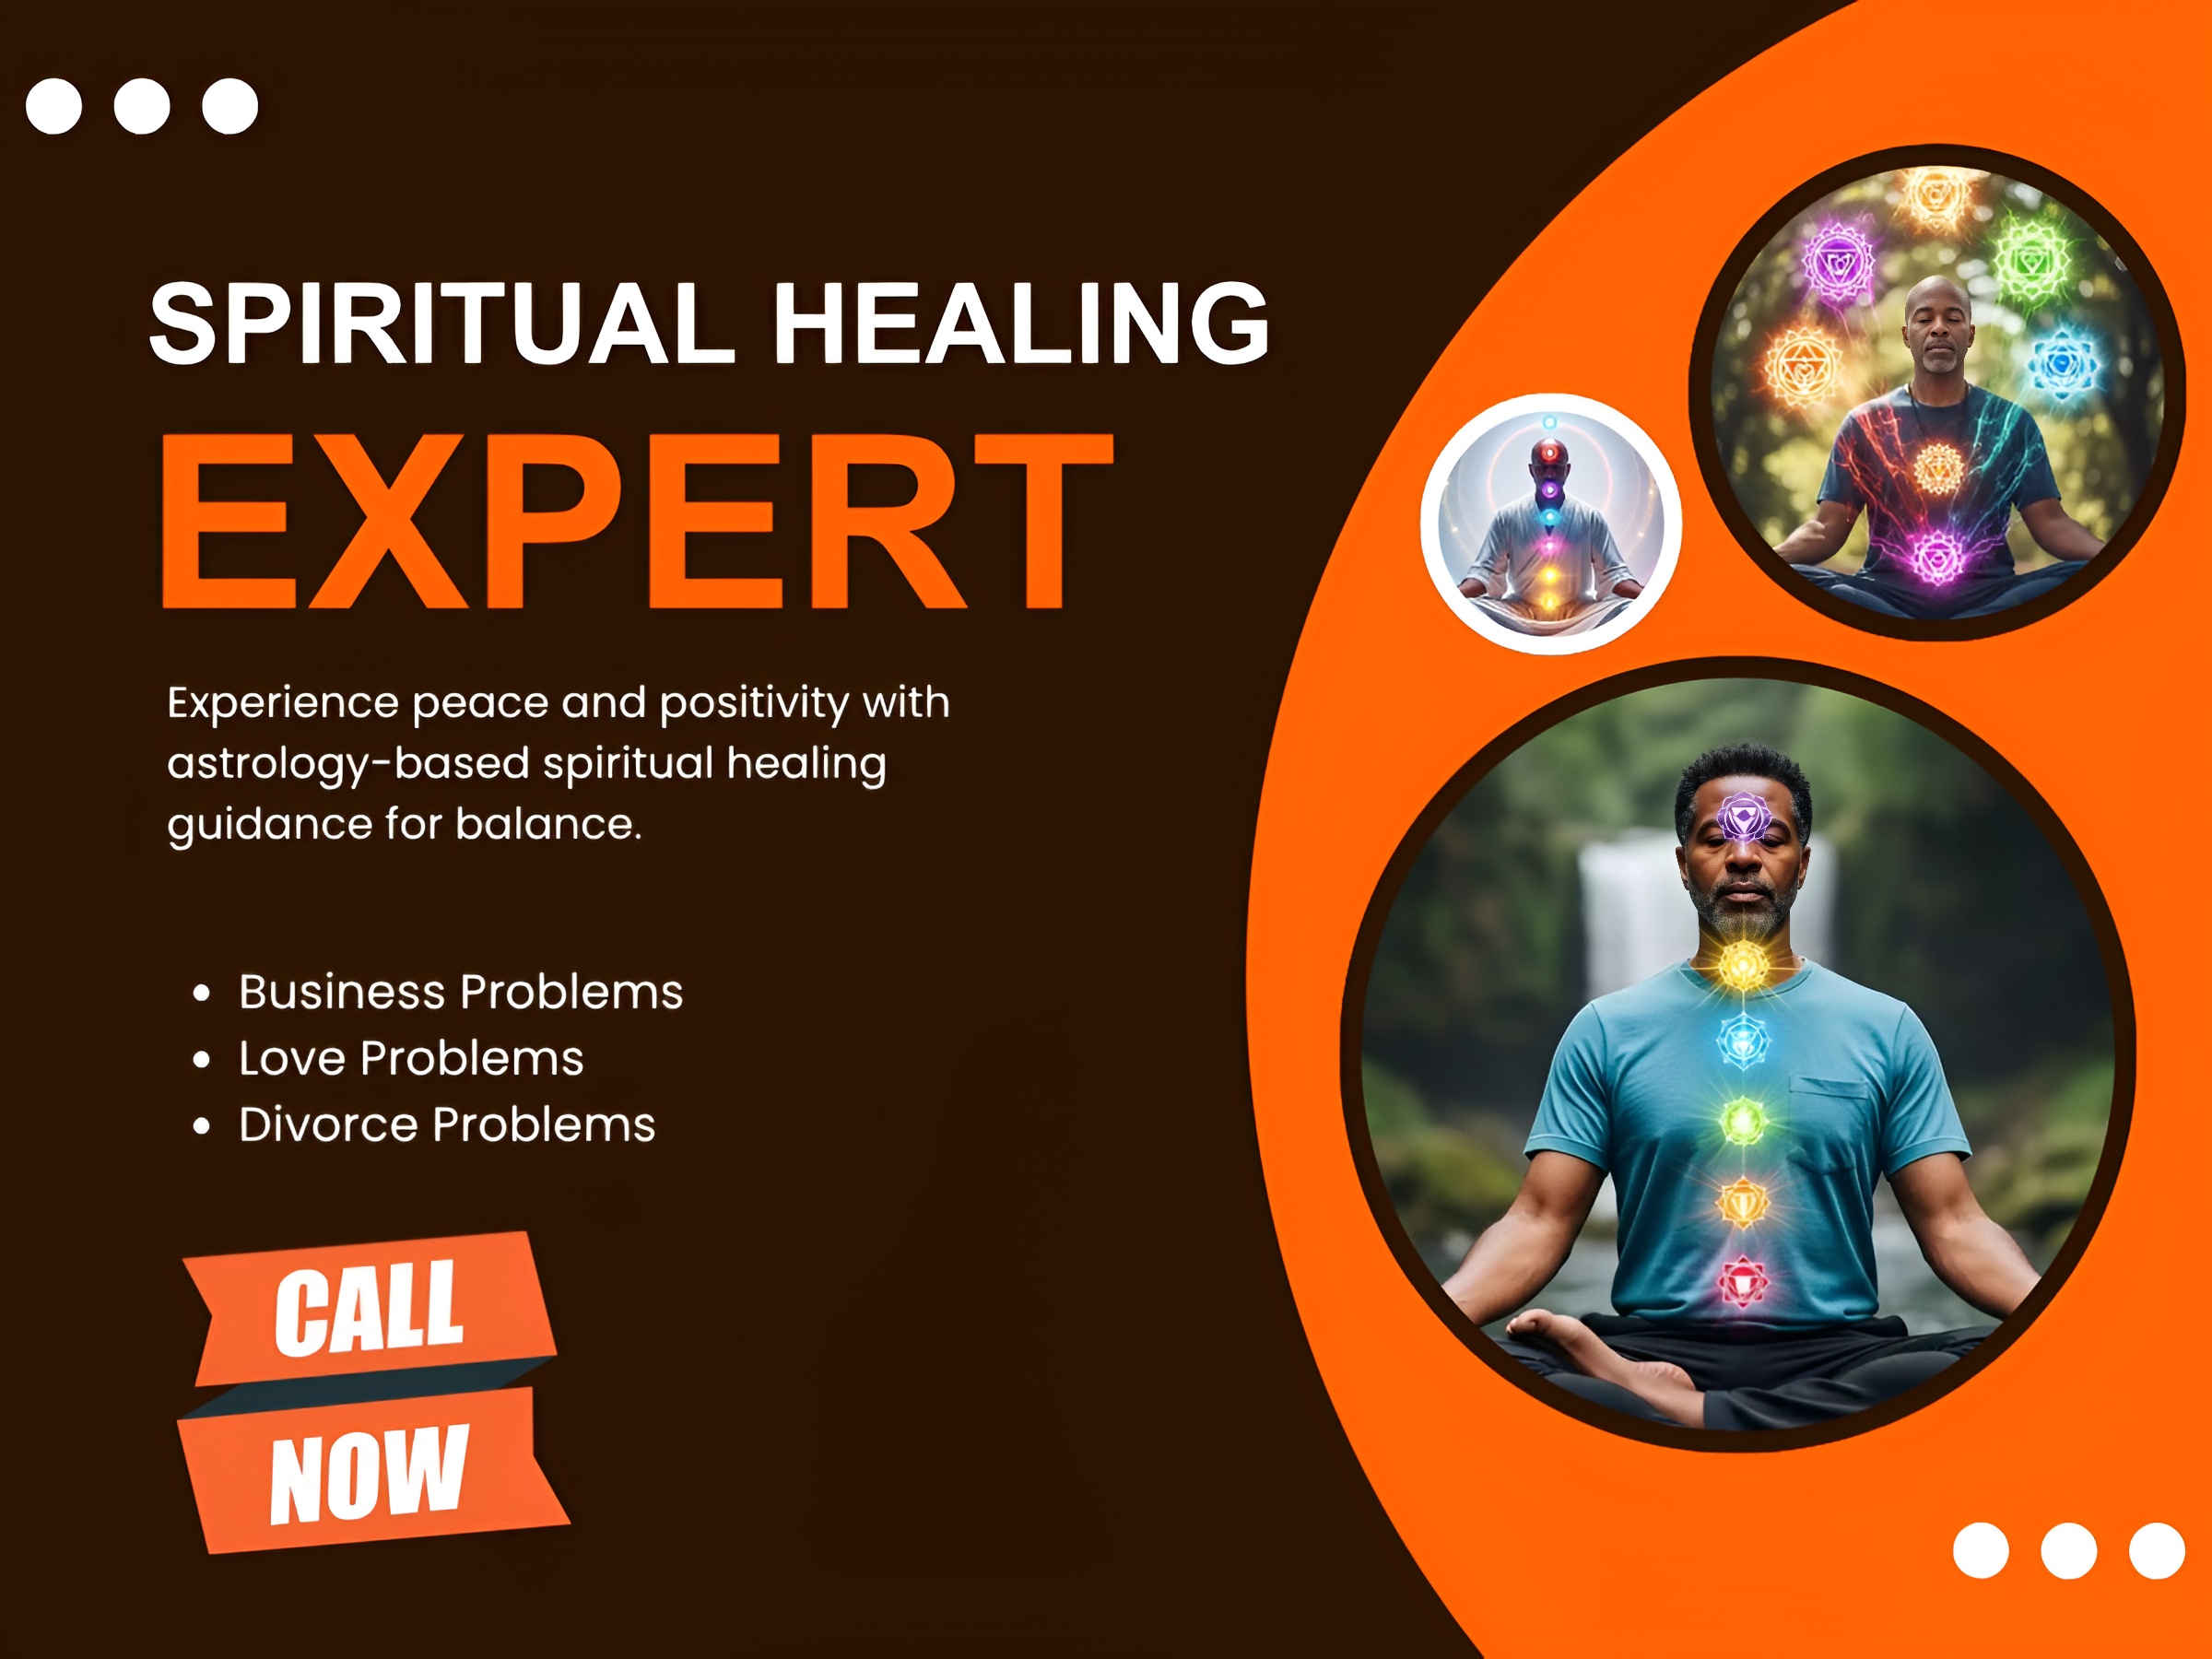 SPIRITUAL HEALING
EXPERT
Experience peace and positivity with
astrology-based spiritual healing
guidance for balance.
• Business Problems
• Love Problems
• Divorce Problems
CALL
NOW